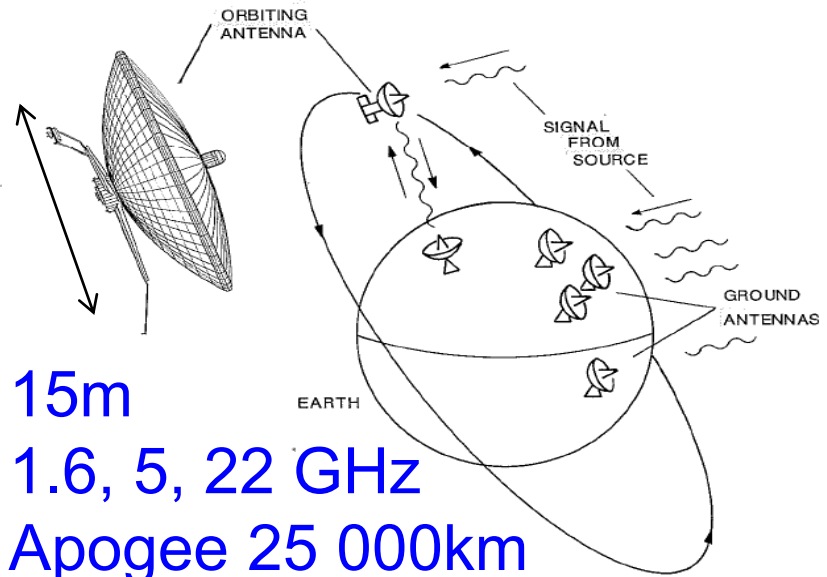 ORBITING
ANTENNA
SIGNAL
FROM
SOURCE
GROUND
ANTENNAS
EARTH
15m
1.6, 5, 22 GHz
Apogee 25 000km